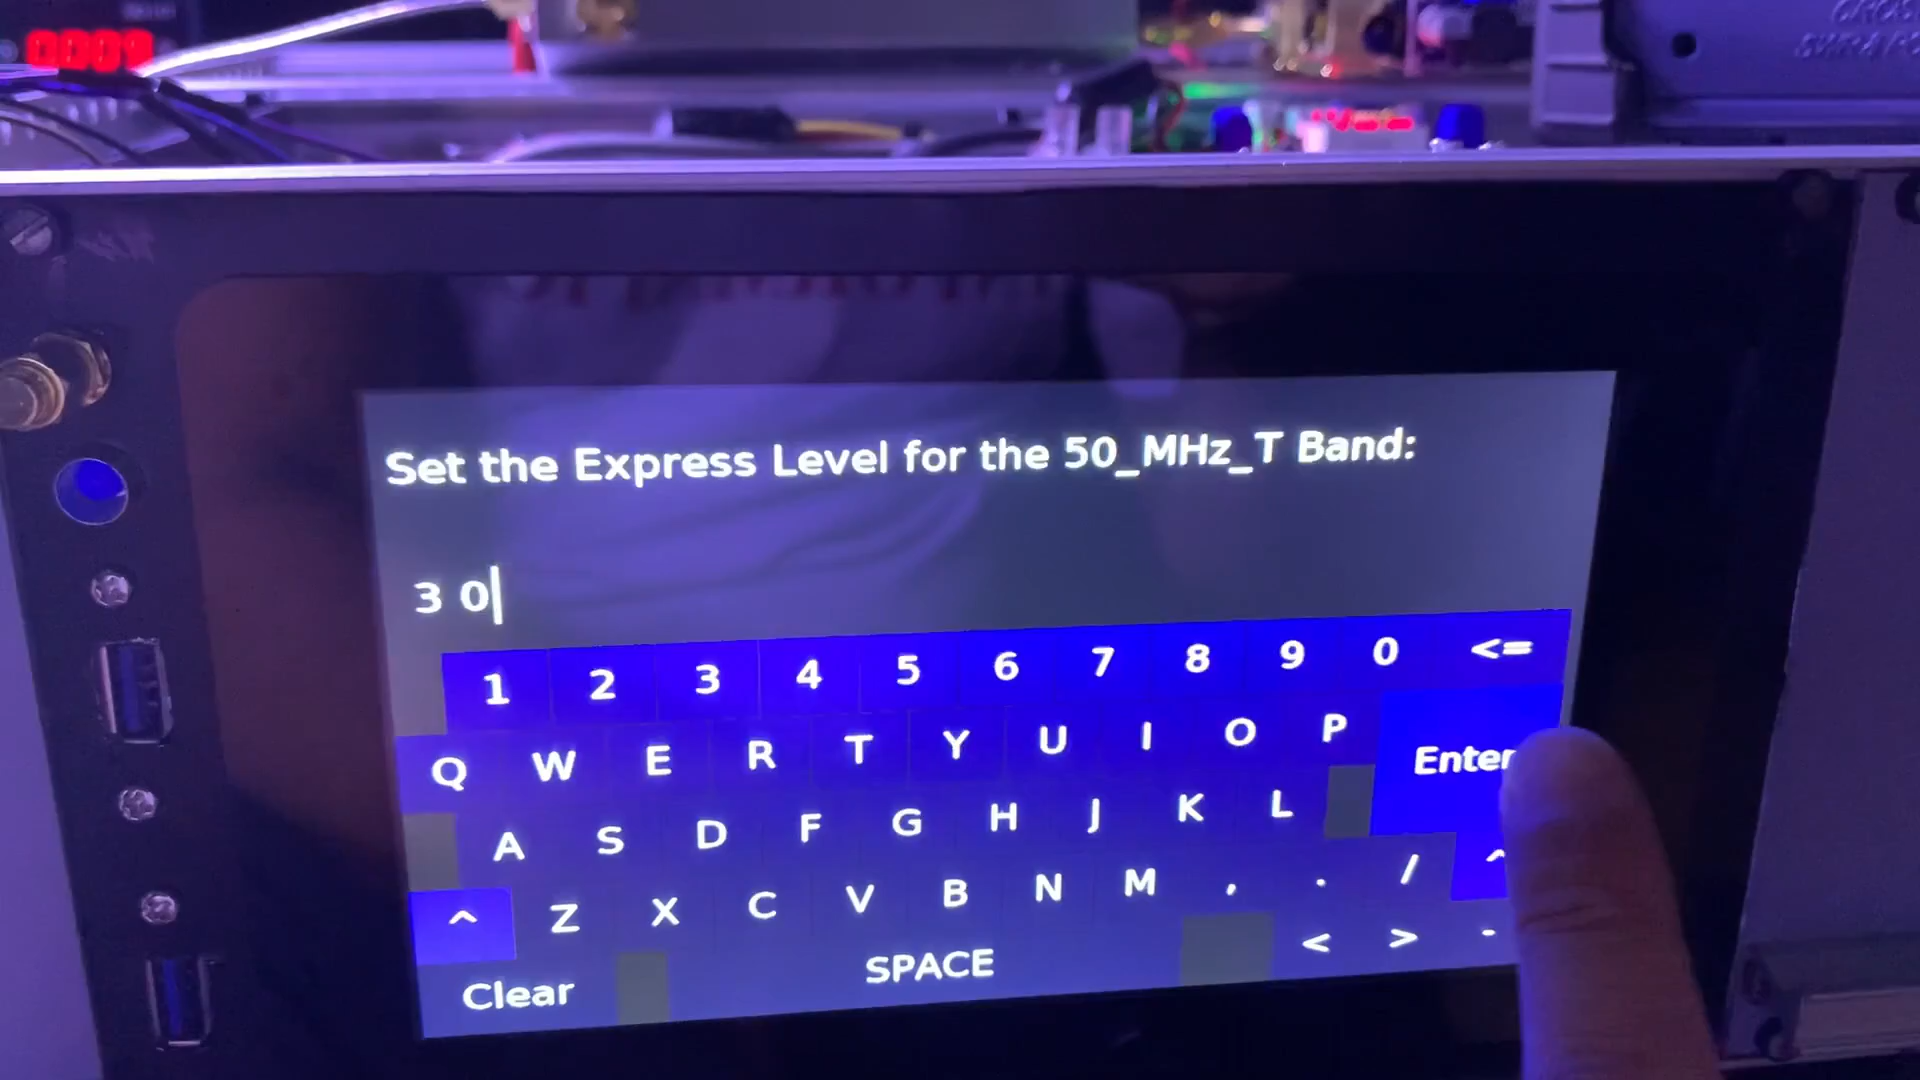 0009
Set the Express Level for the 50_MHz_T Band:
3 0
1 2 3 4 5 6 7 8 9 0 <=
Q W E R T Y U I O P Enter
A S D F G H J K L
^ Z X C V B N M , . / ^
Clear SPACE < > -